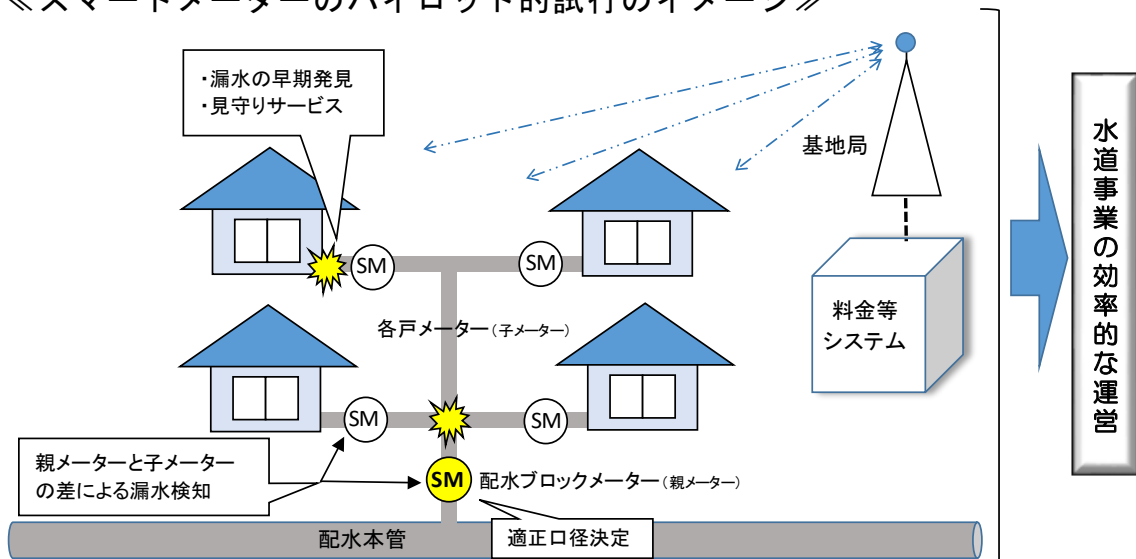 ≪スマートメーターのパイロット的試行のイメージ≫
・漏水の早期発見
・見守りサービス
基地局
SM
SM
料金等
システム
各戸メーター(子メーター)
SM
SM
親メーターと子メーター
の差による漏水検知
SM
配水ブロックメーター(親メーター)
配水本管
適正口径決定
水道事業の効率的な運営